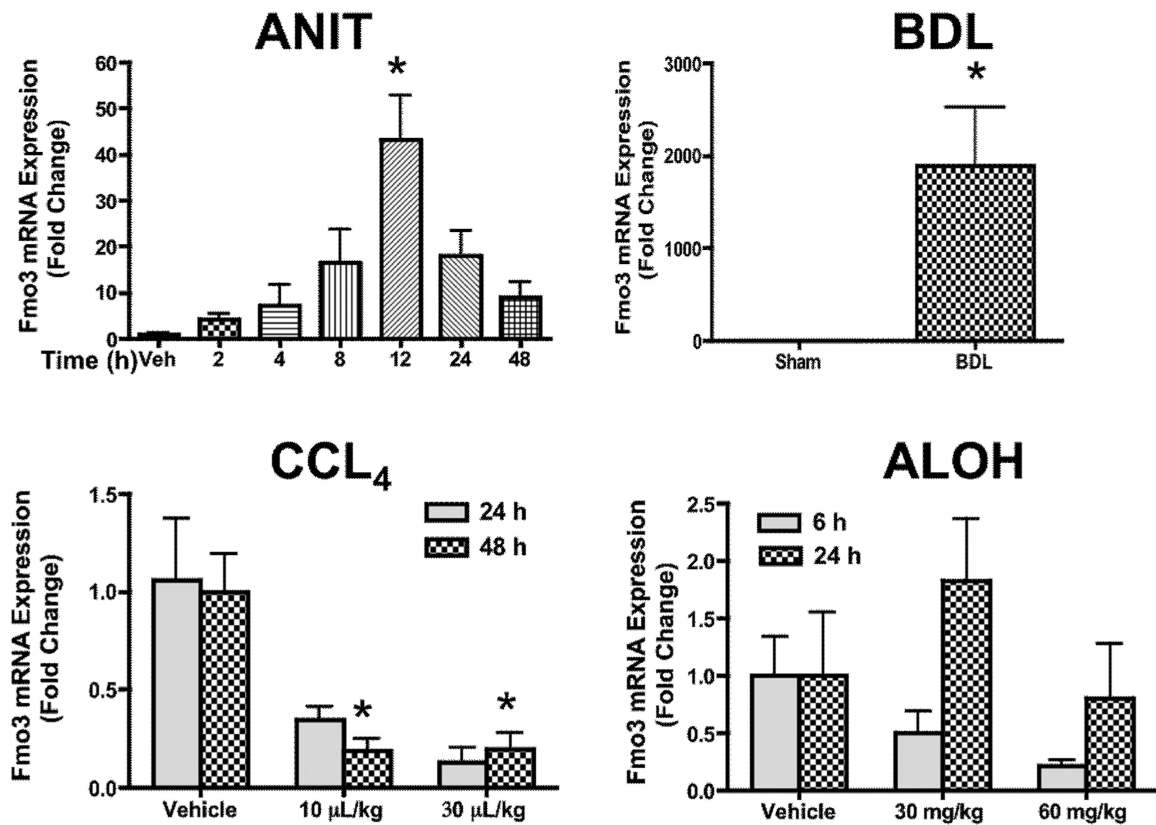 ANIT
Fmo3 mRNA Expression
(Fold Change)
60
50
40
30
20
10
0
*
Time (h) Veh 2 4 8 12 24 48
BDL
Fmo3 mRNA Expression
(Fold Change)
3000
2000
1000
0
*
Sham BDL
CCL4
Fmo3 mRNA Expression
(Fold Change)
1.5
1.0
0.5
0.0
24 h
48 h
* *
Vehicle 10 µL/kg 30 µL/kg
ALOH
Fmo3 mRNA Expression
(Fold Change)
2.5
2.0
1.5
1.0
0.5
0.0
6 h
24 h
Vehicle 30 mg/kg 60 mg/kg